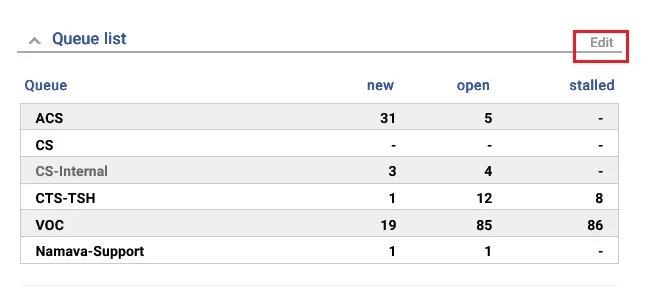 Queue list Edit
Queue new open stalled
ACS 31 5 -
CS - - -
CS-Internal 3 4 -
CTS-TSH 1 12 8
VOC 19 85 86
Namava-Support 1 1 -